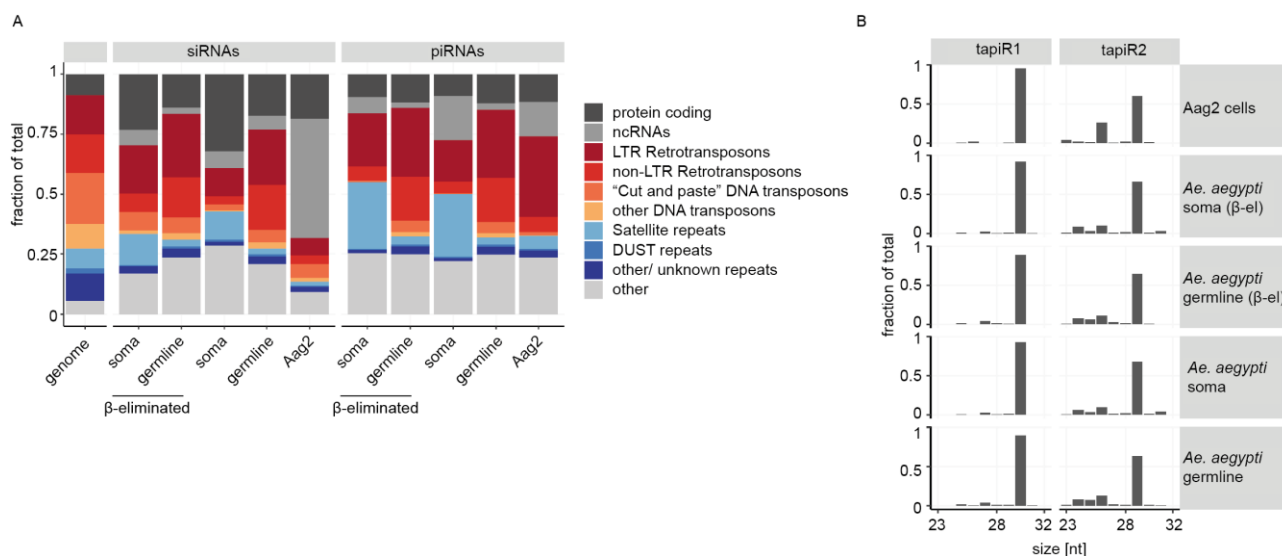 A
siRNAs
piRNAs
fraction of total
1
0.75
0.5
0.25
0
genome
soma
germline
soma
germline
Aag2
soma
germline
soma
germline
Aag2
β-eliminated
β-eliminated
protein coding
ncRNAs
LTR Retrotransposons
non-LTR Retrotransposons
“Cut and paste” DNA transposons
other DNA transposons
Satellite repeats
DUST repeats
other/ unknown repeats
other
B
tapiR1
tapiR2
fraction of total
1
0.5
Aag2 cells
1
0.5
Ae. aegypti
soma (β-el)
1
0.5
Ae. aegypti
germline (β-el)
1
0.5
Ae. aegypti
soma
1
0.5
0
Ae. aegypti
germline
23
28
32
23
28
32
size [nt]